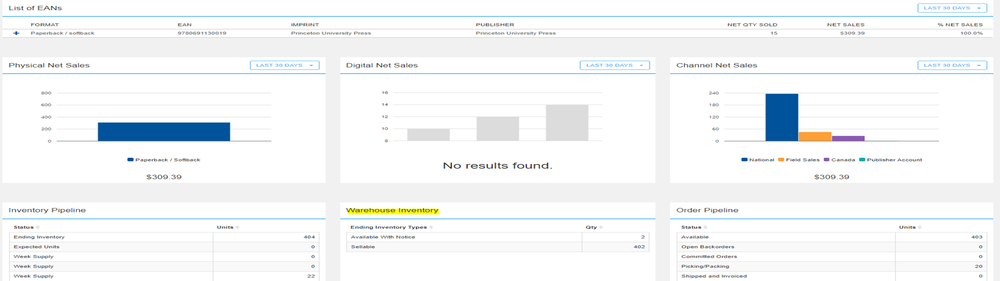 List of EANs
LAST 30 DAYS
FORMAT EAN IMPRINT PUBLISHER NET QTY SOLD NET SALES % NET SALES
Paperback / softback 9780691130019 Princeton University Press Princeton University Press 15 $309.39 100.0%
Physical Net Sales
LAST 30 DAYS
800
600
400
200
0
Paperback / Softback
$309.39
Digital Net Sales
LAST 30 DAYS
16
14
12
10
8
No results found.
Channel Net Sales
LAST 30 DAYS
240
180
120
60
0
National Field Sales Canada Publisher Account
$309.39
Inventory Pipeline
Status Units
Ending Inventory 404
Expected Units 0
Week Supply 0
Week Supply 0
Week Supply 22
Warehouse Inventory
Ending Inventory Types Qty
Available With Notice 2
Sellable 402
Order Pipeline
Status Units
Available 403
Open Backorders 0
Committed Orders 0
Picking/Packing 20
Shipped and Invoiced 0